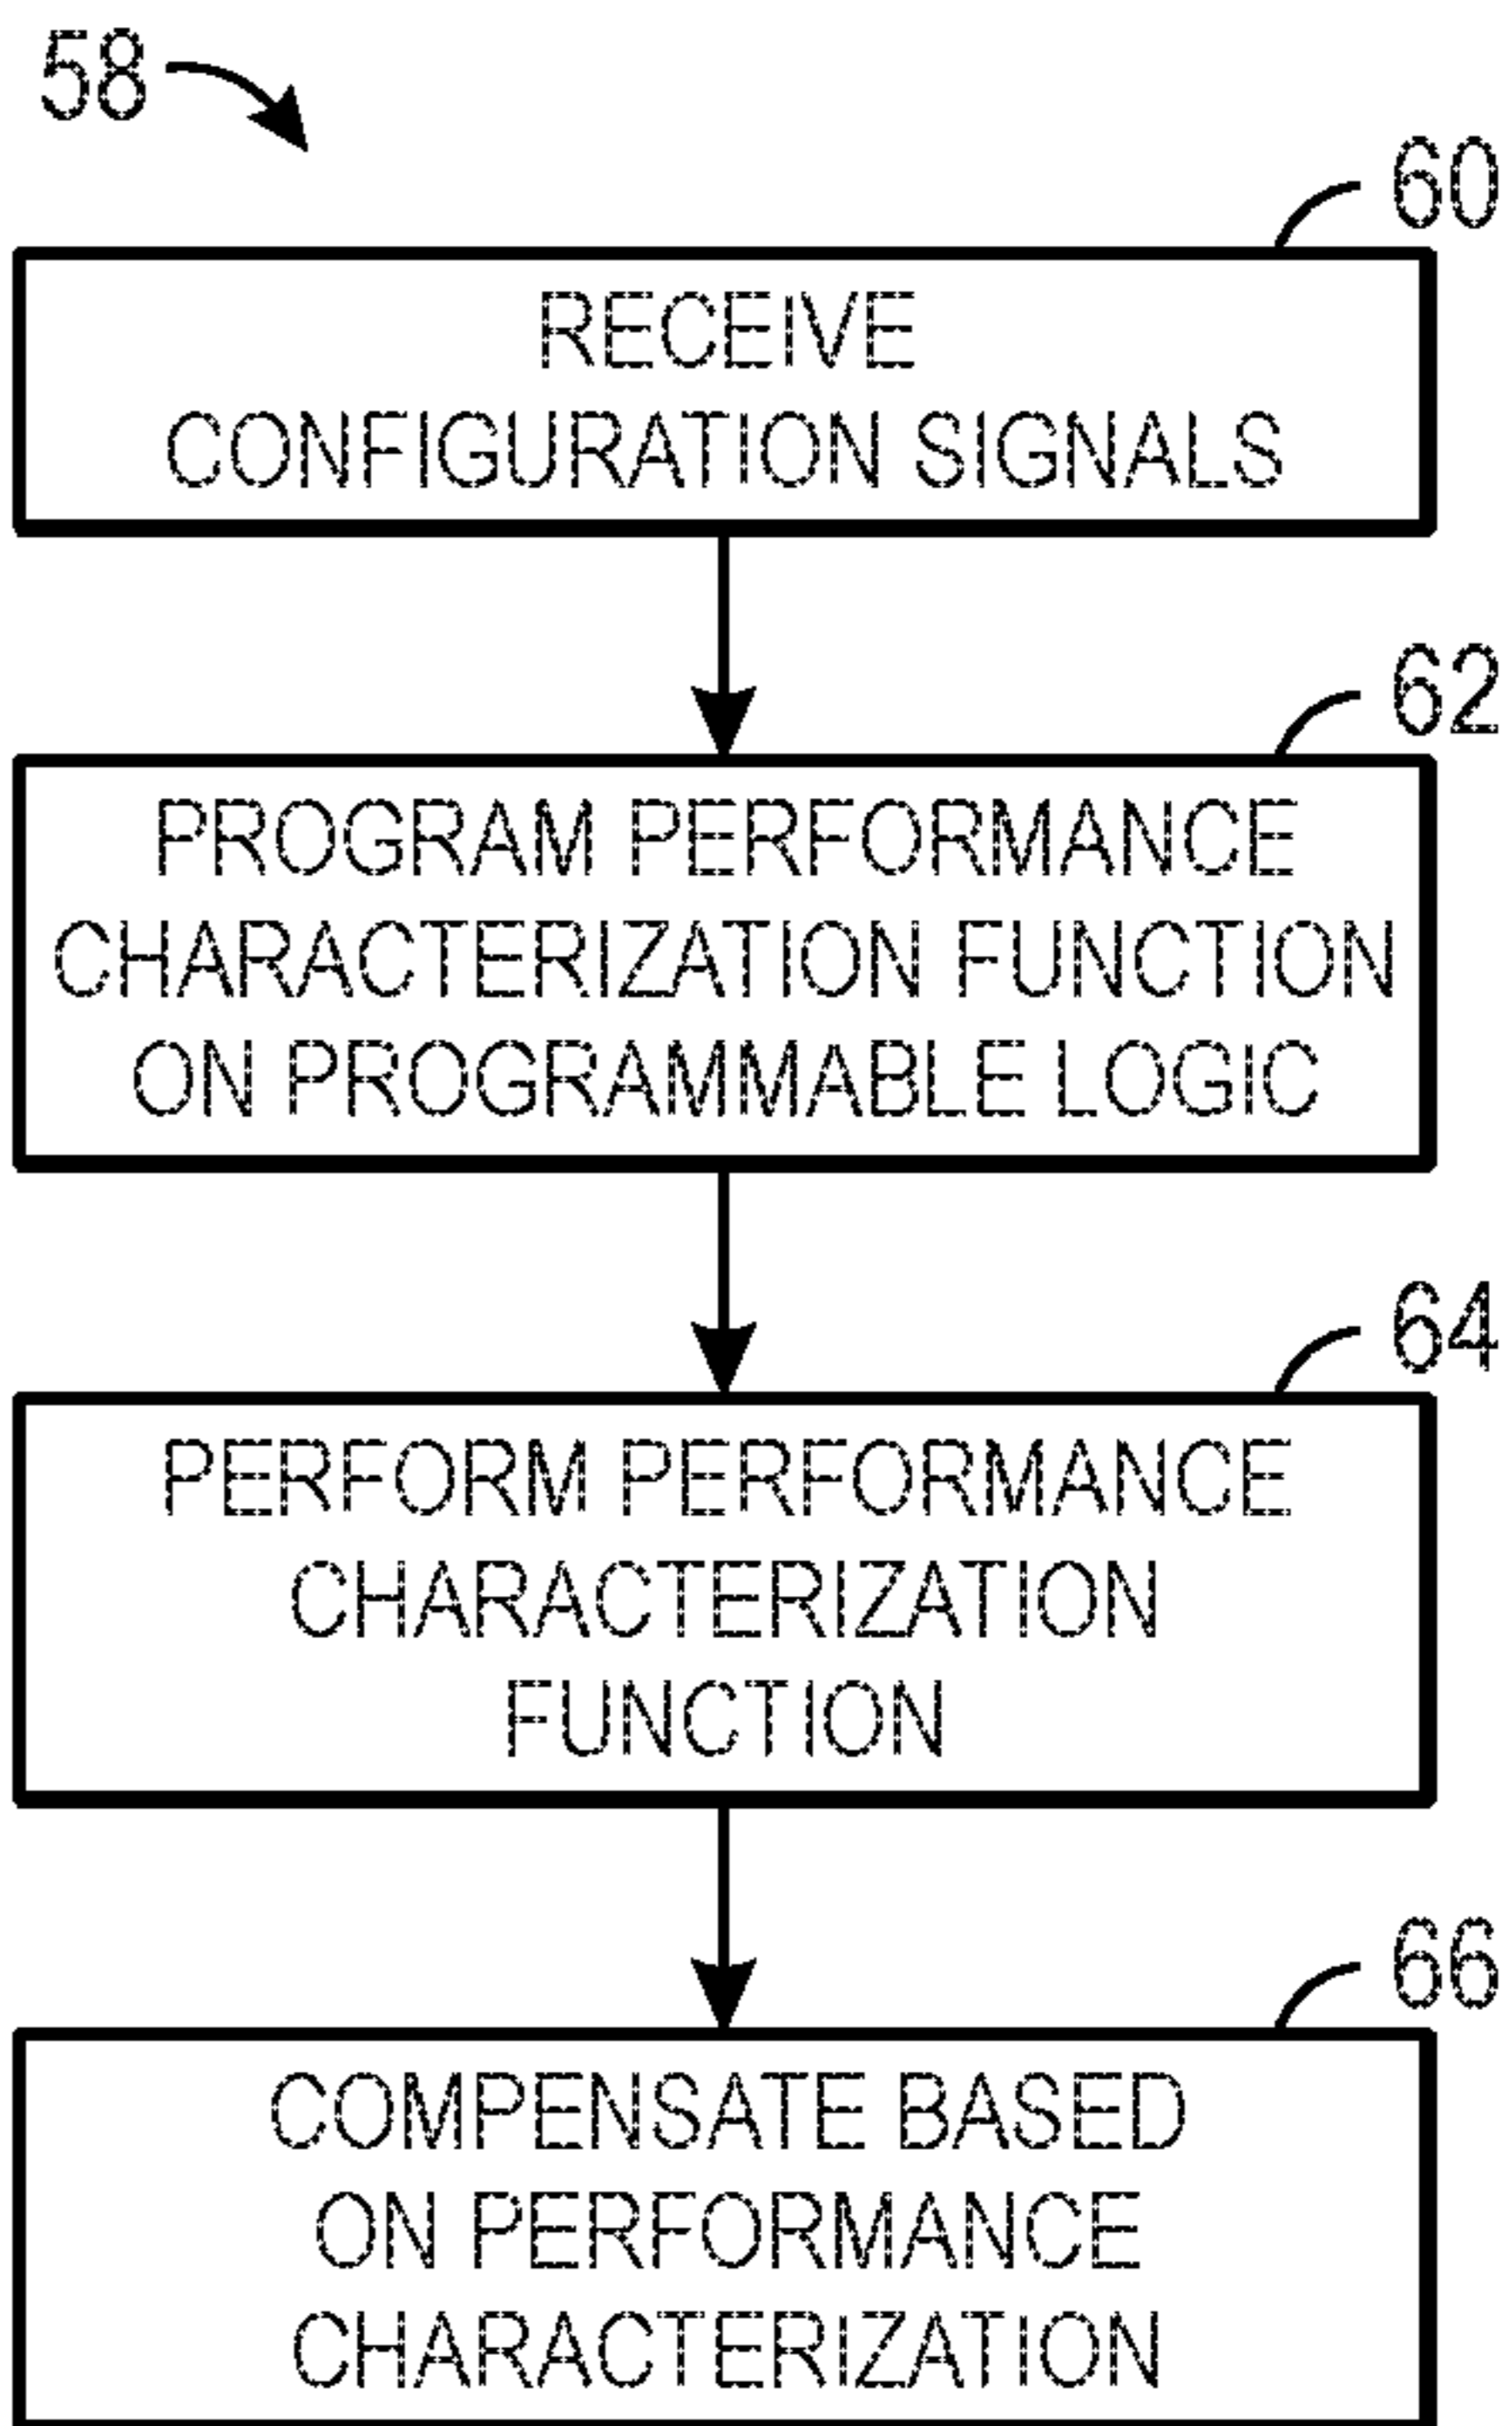 58
60
RECEIVE
CONFIGURATION SIGNALS
62
PROGRAM PERFORMANCE
CHARACTERIZATION FUNCTION
ON PROGRAMMABLE LOGIC
64
PERFORM PERFORMANCE
CHARACTERIZATION
FUNCTION
66
COMPENSATE BASED
ON PERFORMANCE
CHARACTERIZATION